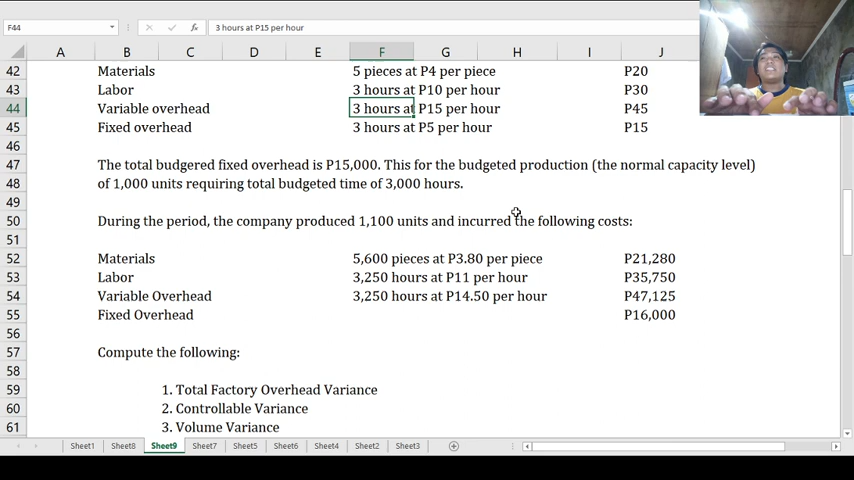 F44 3 hours at P15 per hour
A B C D E F G H I J
42 Materials 5 pieces at P4 per piece P20
43 Labor 3 hours at P10 per hour P30
44 Variable overhead 3 hours at P15 per hour P45
45 Fixed overhead 3 hours at P5 per hour P15
46
47 The total budgered fixed overhead is P15,000. This for the budgeted production (the normal capacity level)
48 of 1,000 units requiring total budgeted time of 3,000 hours.
49
50 During the period, the company produced 1,100 units and incurred the following costs:
51
52 Materials 5,600 pieces at P3.80 per piece P21,280
53 Labor 3,250 hours at P11 per hour P35,750
54 Variable Overhead 3,250 hours at P14.50 per hour P47,125
55 Fixed Overhead P16,000
56
57 Compute the following:
58
59 1. Total Factory Overhead Variance
60 2. Controllable Variance
61 3. Volume Variance
Sheet1 Sheet8 Sheet9 Sheet7 Sheet5 Sheet6 Sheet4 Sheet2 Sheet3